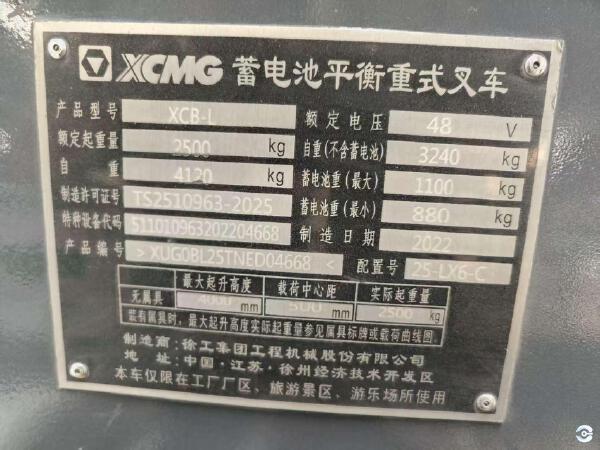 XCMG 蓄电池平衡重式叉车
产品型号 XCB-L 额定电压 48 V
额定起重量 2500 kg 自重(不含蓄电池) 3240 kg
自重 4120 kg 蓄电池重(最大) 1100 kg
制造许可证号 TS2510963-2025 蓄电池重(最小) 880 kg
特种设备代码 511010963202204668 制造日期 2022
产品编号 >XUG0BL25TNED04668< 配置号 25-LX6-C
最大起升高度 载荷中心距 实际起重量
无属具 4000 mm 500 mm 2500 kg
装有属具时，最大起升高度实际起重量参见属具标牌或载荷曲线图
制造商：徐工集团工程机械股份有限公司
地址：中国·江苏·徐州经济技术开发区
本车仅限在工厂厂区、旅游景区、游乐场所使用